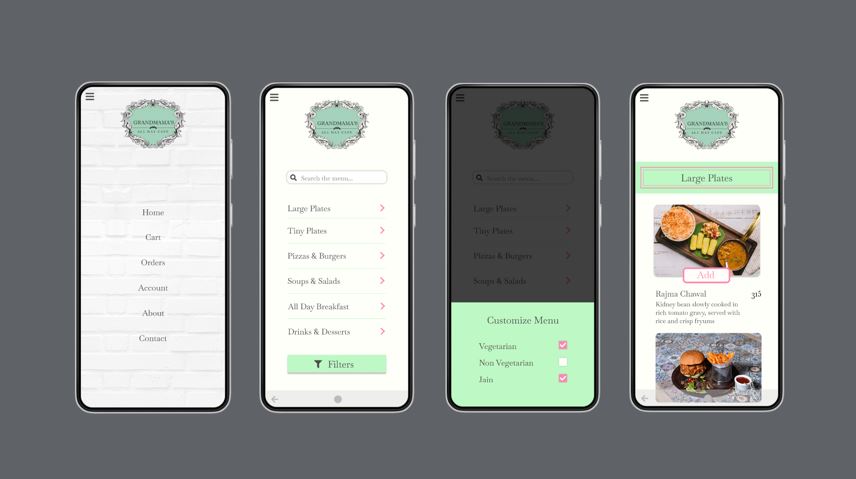 GRANDMAMA'S
ALL DAY CAFE
Home
Cart
Orders
Account
About
Contact
GRANDMAMA'S
ALL DAY CAFE
Search the menu...
Large Plates
Tiny Plates
Pizzas & Burgers
Soups & Salads
All Day Breakfast
Drinks & Desserts
Filters
GRANDMAMA'S
ALL DAY CAFE
Search the menu...
Large Plates
Tiny Plates
Pizzas & Burgers
Soups & Salads
Customize Menu
Vegetarian
Non Vegetarian
Jain
GRANDMAMA'S
ALL DAY CAFE
Large Plates
Add
Rajma Chawal 315
Kidney bean slowly cooked in
rich tomato gravy, served with
rice and crisp fryums